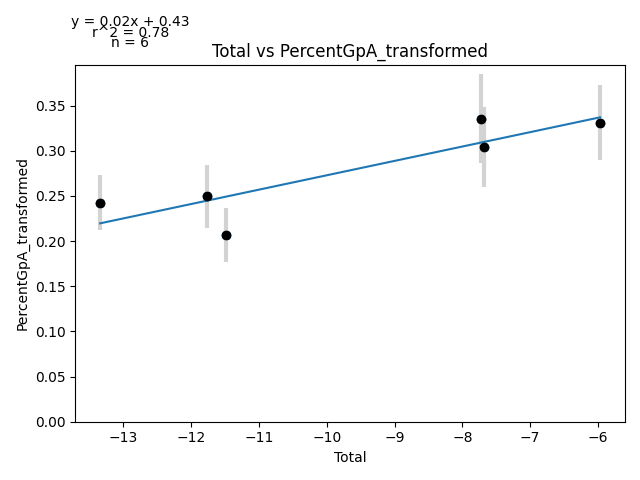 y = 0.02x + 0.43
r^2 = 0.78
n = 6
Total vs PercentGpA_transformed
PercentGpA_transformed
0.35
0.30
0.25
0.20
0.15
0.10
0.05
0.00
−13 −12 −11 −10 −9 −8 −7 −6
Total